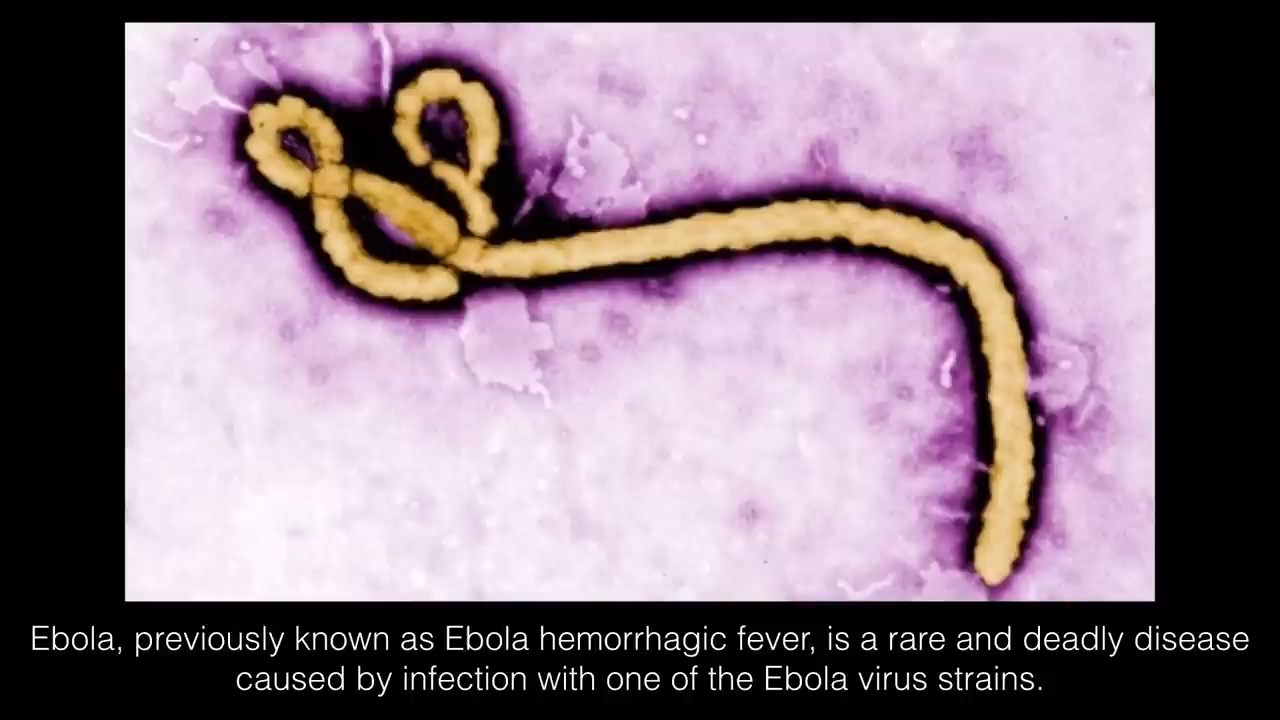 Ebola, previously known as Ebola hemorrhagic fever, is a rare and deadly disease
caused by infection with one of the Ebola virus strains.